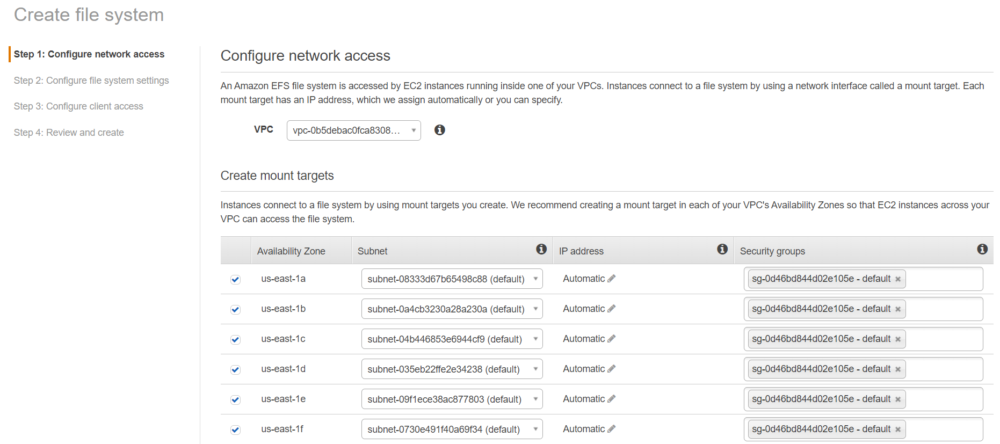 Create file system
Step 1: Configure network access
Step 2: Configure file system settings
Step 3: Configure client access
Step 4: Review and create
Configure network access
An Amazon EFS file system is accessed by EC2 instances running inside one of your VPCs. Instances connect to a file system by using a network interface called a mount target. Each
mount target has an IP address, which we assign automatically or you can specify.
VPC vpc-0b5debac0fca8308...
Create mount targets
Instances connect to a file system by using mount targets you create. We recommend creating a mount target in each of your VPC's Availability Zones so that EC2 instances across your
VPC can access the file system.
Availability Zone Subnet IP address Security groups
us-east-1a subnet-08333d67b65498c88 (default) Automatic sg-0d46bd844d02e105e - default
us-east-1b subnet-0a4cb3230a28a230a (default) Automatic sg-0d46bd844d02e105e - default
us-east-1c subnet-04b446853e6944cf9 (default) Automatic sg-0d46bd844d02e105e - default
us-east-1d subnet-035eb22ffe2e34238 (default) Automatic sg-0d46bd844d02e105e - default
us-east-1e subnet-09f1ece38ac877803 (default) Automatic sg-0d46bd844d02e105e - default
us-east-1f subnet-0730e491f40a69f34 (default) Automatic sg-0d46bd844d02e105e - default